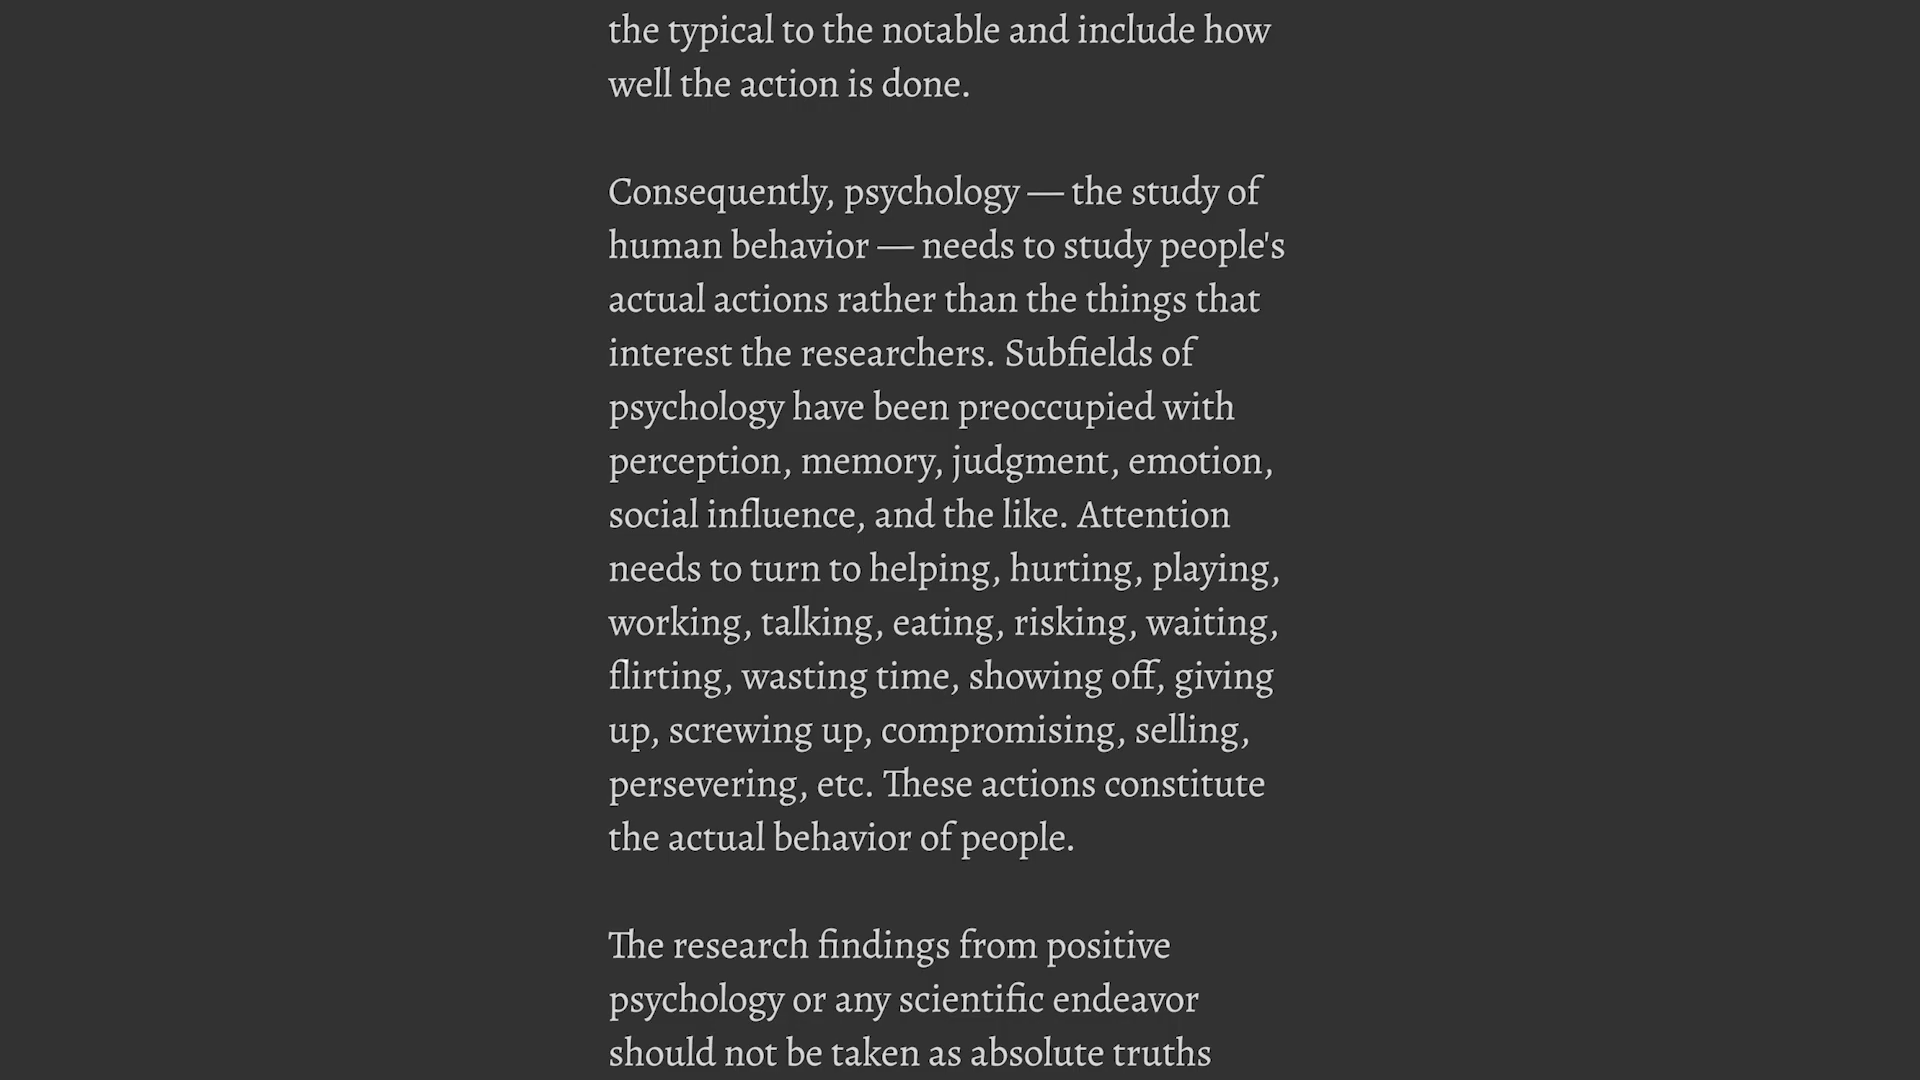 the typical to the notable and include how
well the action is done.
Consequently, psychology — the study of
human behavior — needs to study people's
actual actions rather than the things that
interest the researchers. Subfields of
psychology have been preoccupied with
perception, memory, judgment, emotion,
social influence, and the like. Attention
needs to turn to helping, hurting, playing,
working, talking, eating, risking, waiting,
flirting, wasting time, showing off, giving
up, screwing up, compromising, selling,
persevering, etc. These actions constitute
the actual behavior of people.
The research findings from positive
psychology or any scientific endeavor
should not be taken as absolute truths